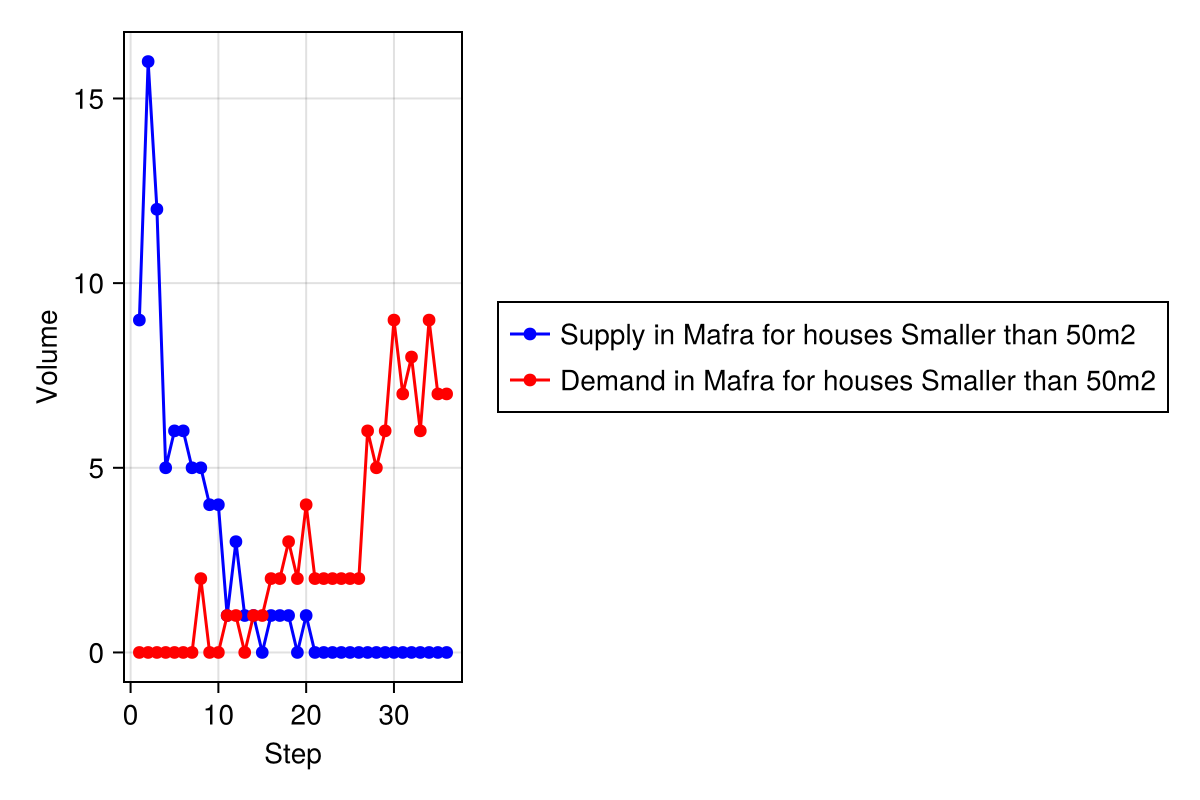 15
10
5
0
Volume
0 10 20 30
Step
Supply in Mafra for houses Smaller than 50m2
Demand in Mafra for houses Smaller than 50m2